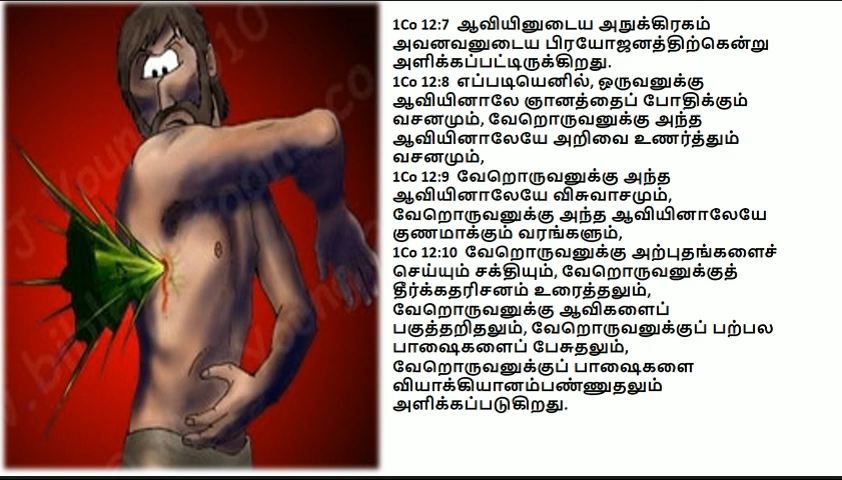 1Co 12:7 ஆவியினுடைய அநுக்கிரகம்
அவனவனுடைய பிரயோஜனத்திற்கென்று
அளிக்கப்பட்டிருக்கிறது.
1Co 12:8 எப்படியெனில், ஒருவனுக்கு
ஆவியினாலே ஞானத்தைப் போதிக்கும்
வசனமும், வேறொருவனுக்கு அந்த
ஆவியினாலேயே அறிவை உணர்த்தும்
வசனமும்,
1Co 12:9 வேறொருவனுக்கு அந்த
ஆவியினாலேயே விசுவாசமும்,
வேறொருவனுக்கு அந்த ஆவியினாலேயே
குணமாக்கும் வரங்களும்,
1Co 12:10 வேறொருவனுக்கு அற்புதங்களைச்
செய்யும் சக்தியும், வேறொருவனுக்குத்
தீர்க்கதரிசனம் உரைத்தலும்,
வேறொருவனுக்கு ஆவிகளைப்
பகுத்தறிதலும், வேறொருவனுக்குப் பற்பல
பாஷைகளைப் பேசுதலும்,
வேறொருவனுக்குப் பாஷைகளை
வியாக்கியானம்பண்ணுதலும்
அளிக்கப்படுகிறது.